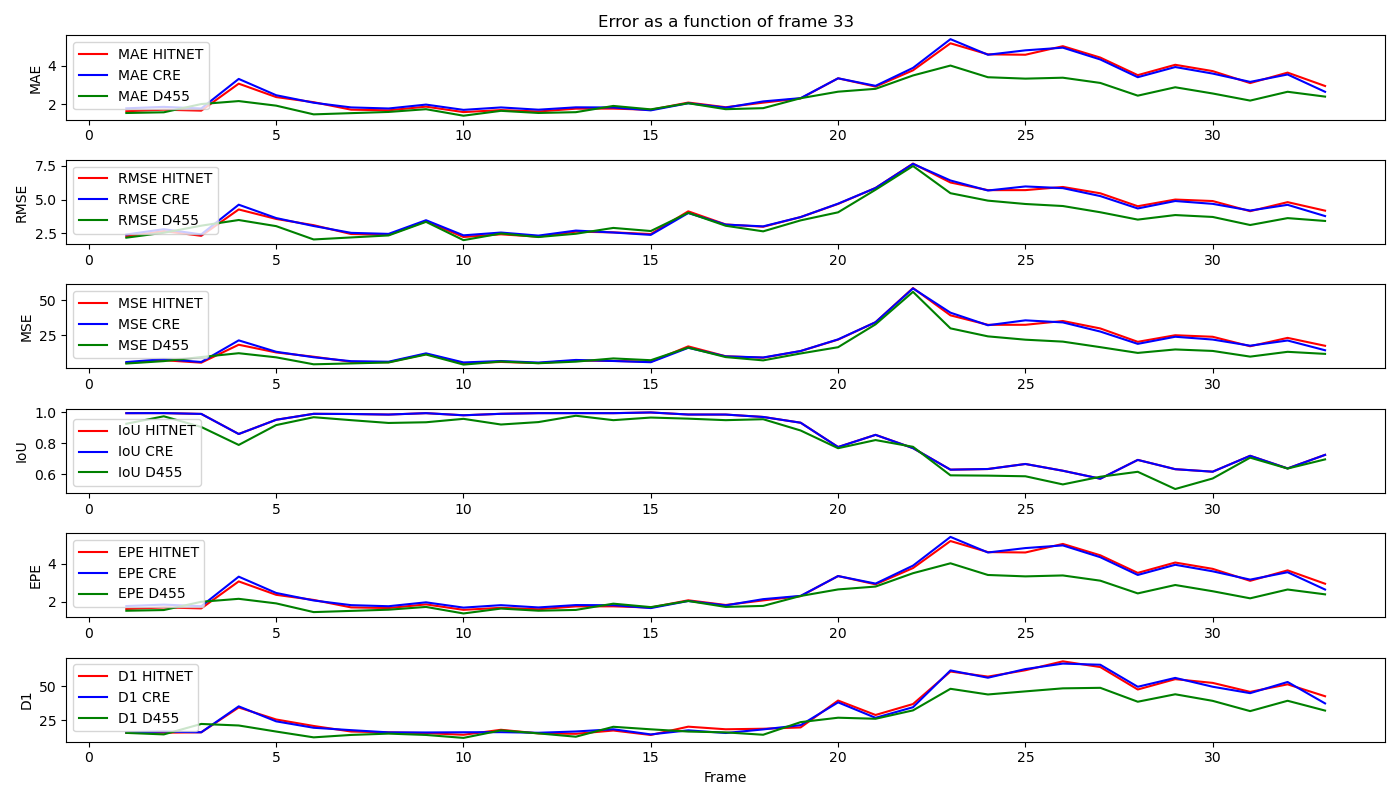 Error as a function of frame 33
MAE
4
2
MAE HITNET
MAE CRE
MAE D455
0 5 10 15 20 25 30
RMSE
7.5
5.0
2.5
RMSE HITNET
RMSE CRE
RMSE D455
0 5 10 15 20 25 30
MSE
50
25
MSE HITNET
MSE CRE
MSE D455
0 5 10 15 20 25 30
IoU
1.0
0.8
0.6
IoU HITNET
IoU CRE
IoU D455
0 5 10 15 20 25 30
EPE
4
2
EPE HITNET
EPE CRE
EPE D455
0 5 10 15 20 25 30
D1
50
25
D1 HITNET
D1 CRE
D1 D455
0 5 10 15 20 25 30
Frame